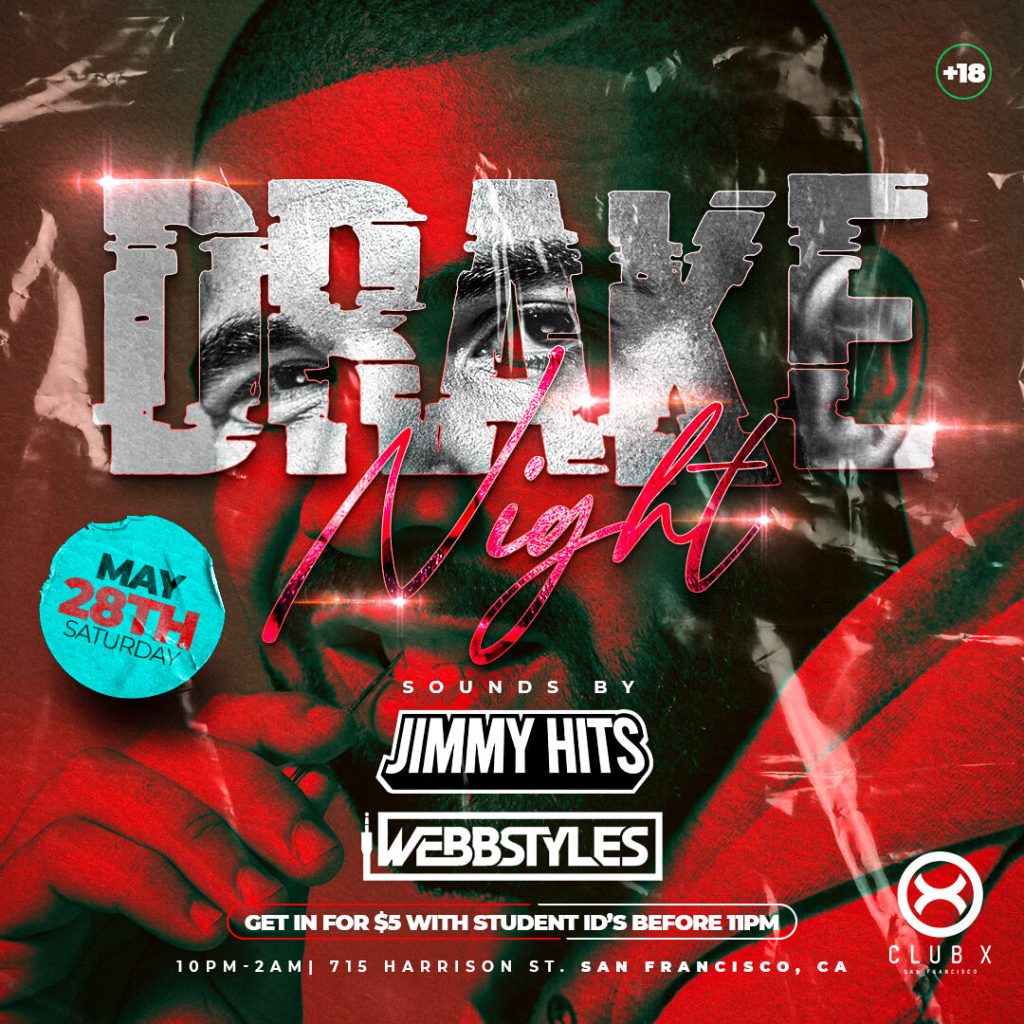 +18
DRAKE
Night
MAY
28TH
SATURDAY
SOUNDS BY
JIMMY HITS
WEBBSTYLES
GET IN FOR $5 WITH STUDENT ID'S BEFORE 11PM
10PM-2AM| 715 HARRISON ST. SAN FRANCISCO, CA
CLUB X
SAN FRANCISCO